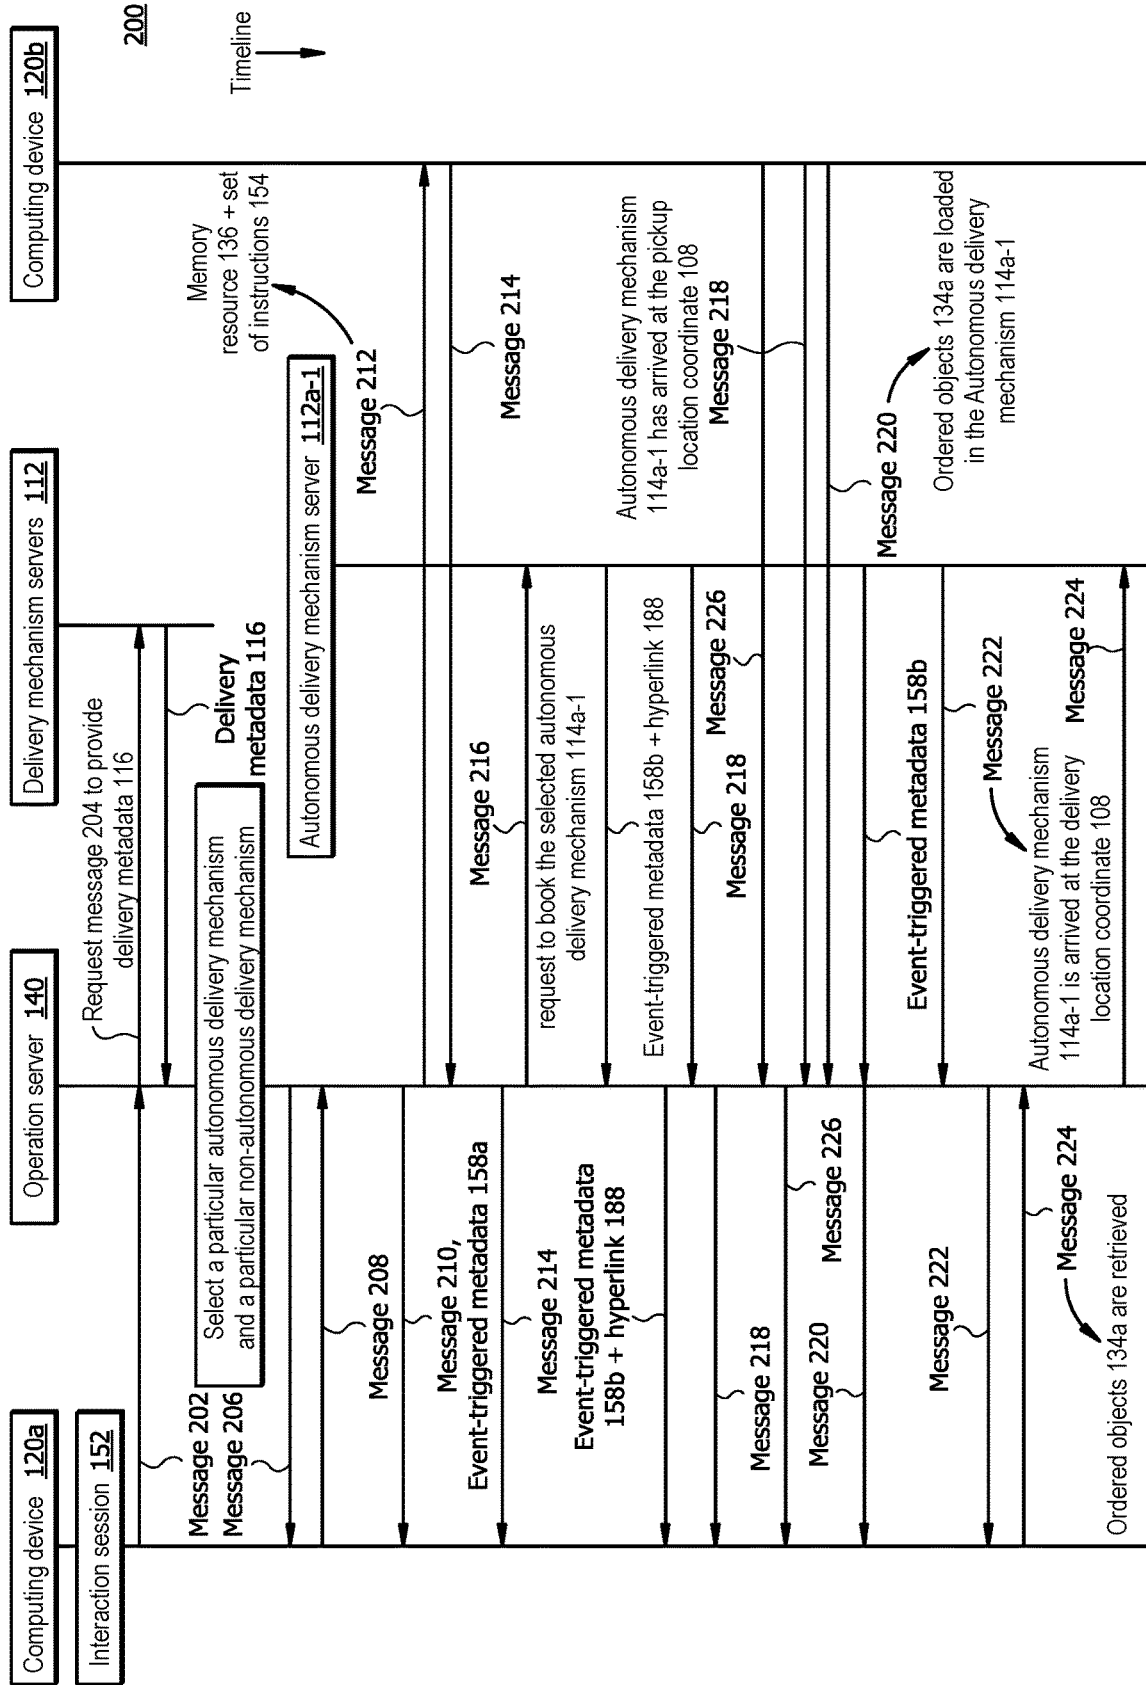 200
Computing device 120a
Operation server 140
Delivery mechanism servers 112
Computing device 120b
Interaction session 152
Timeline
Request message 204 to provide
delivery metadata 116
Message 202
Delivery
metadata 116
Select a particular autonomous delivery mechanism
and a particular non-autonomous delivery mechanism
Message 206
Autonomous delivery mechanism server 112a-1
Memory
resource 136 + set
of instructions 154
Message 208
Message 212
Message 210,
Event-triggered metadata 158a
Message 214
Message 216
request to book the selected autonomous
delivery mechanism 114a-1
Message 214
Event-triggered metadata 158b + hyperlink 188
Event-triggered metadata
158b + hyperlink 188
Autonomous delivery mechanism
114a-1 has arrived at the pickup
location coordinate 108
Message 226
Message 218
Message 218
Message 218
Message 226
Message 220
Message 220
Ordered objects 134a are loaded
in the Autonomous delivery
mechanism 114a-1
Event-triggered metadata 158b
Message 222
Message 222
Autonomous delivery mechanism
114a-1 is arrived at the delivery
location coordinate 108
Message 224
Message 224
Ordered objects 134a are retrieved